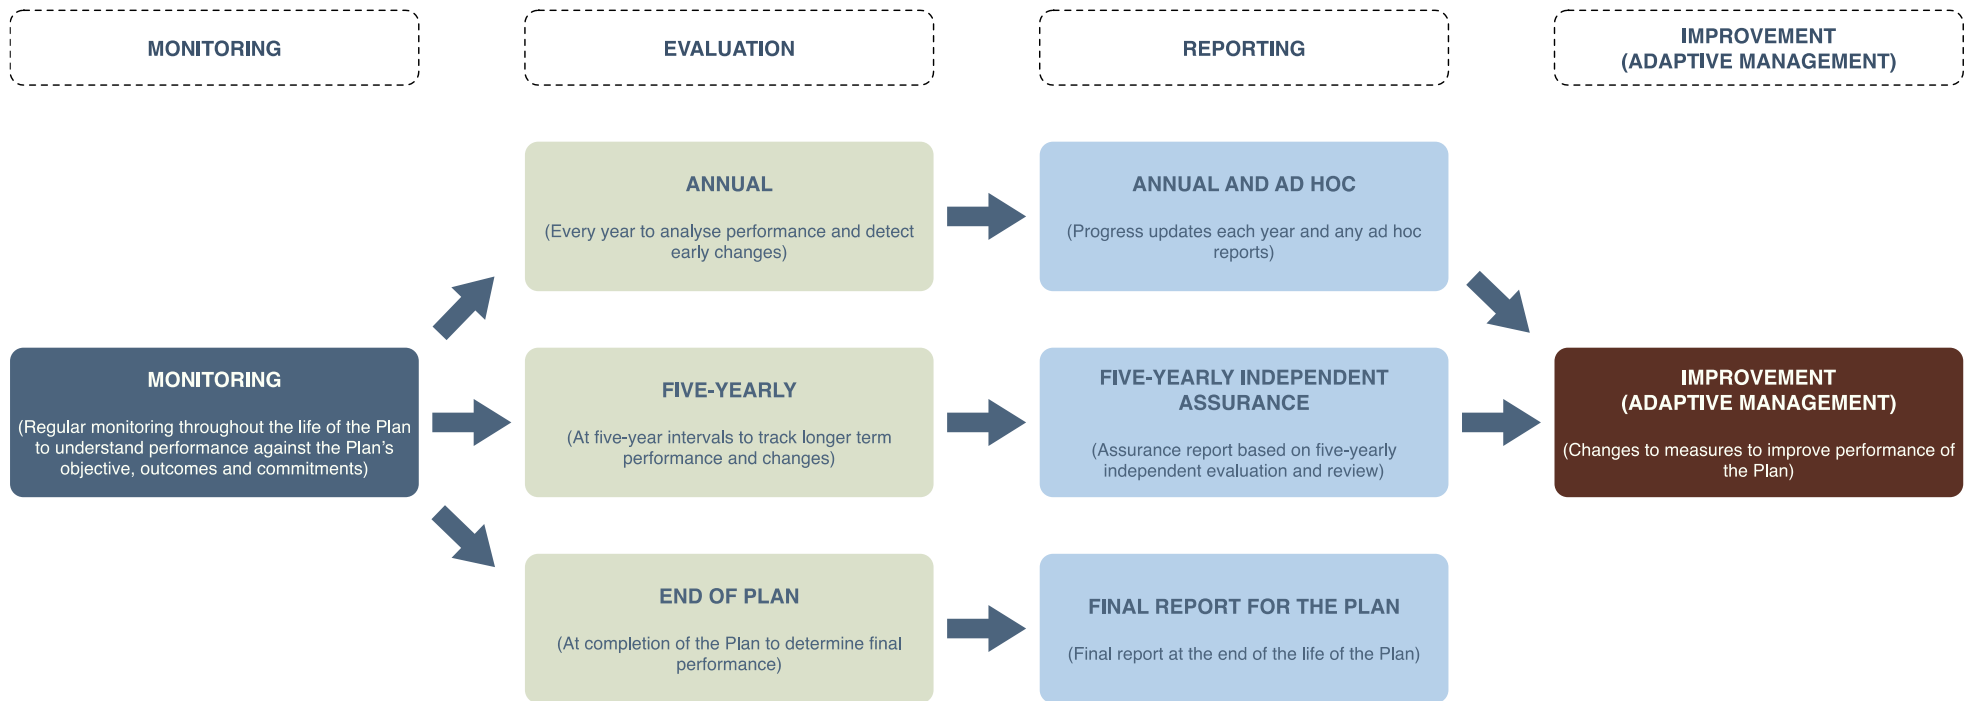 MONITORING
EVALUATION
REPORTING
IMPROVEMENT
(ADAPTIVE MANAGEMENT)
ANNUAL
(Every year to analyse performance and detect
early changes)
ANNUAL AND AD HOC
(Progress updates each year and any ad hoc
reports)
MONITORING
(Regular monitoring throughout the life of the Plan
to understand performance against the Plan’s
objective, outcomes and commitments)
FIVE-YEARLY
(At five-year intervals to track longer term
performance and changes)
FIVE-YEARLY INDEPENDENT
ASSURANCE
(Assurance report based on five-yearly
independent evaluation and review)
IMPROVEMENT
(ADAPTIVE MANAGEMENT)
(Changes to measures to improve performance of
the Plan)
END OF PLAN
(At completion of the Plan to determine final
performance)
FINAL REPORT FOR THE PLAN
(Final report at the end of the life of the Plan)